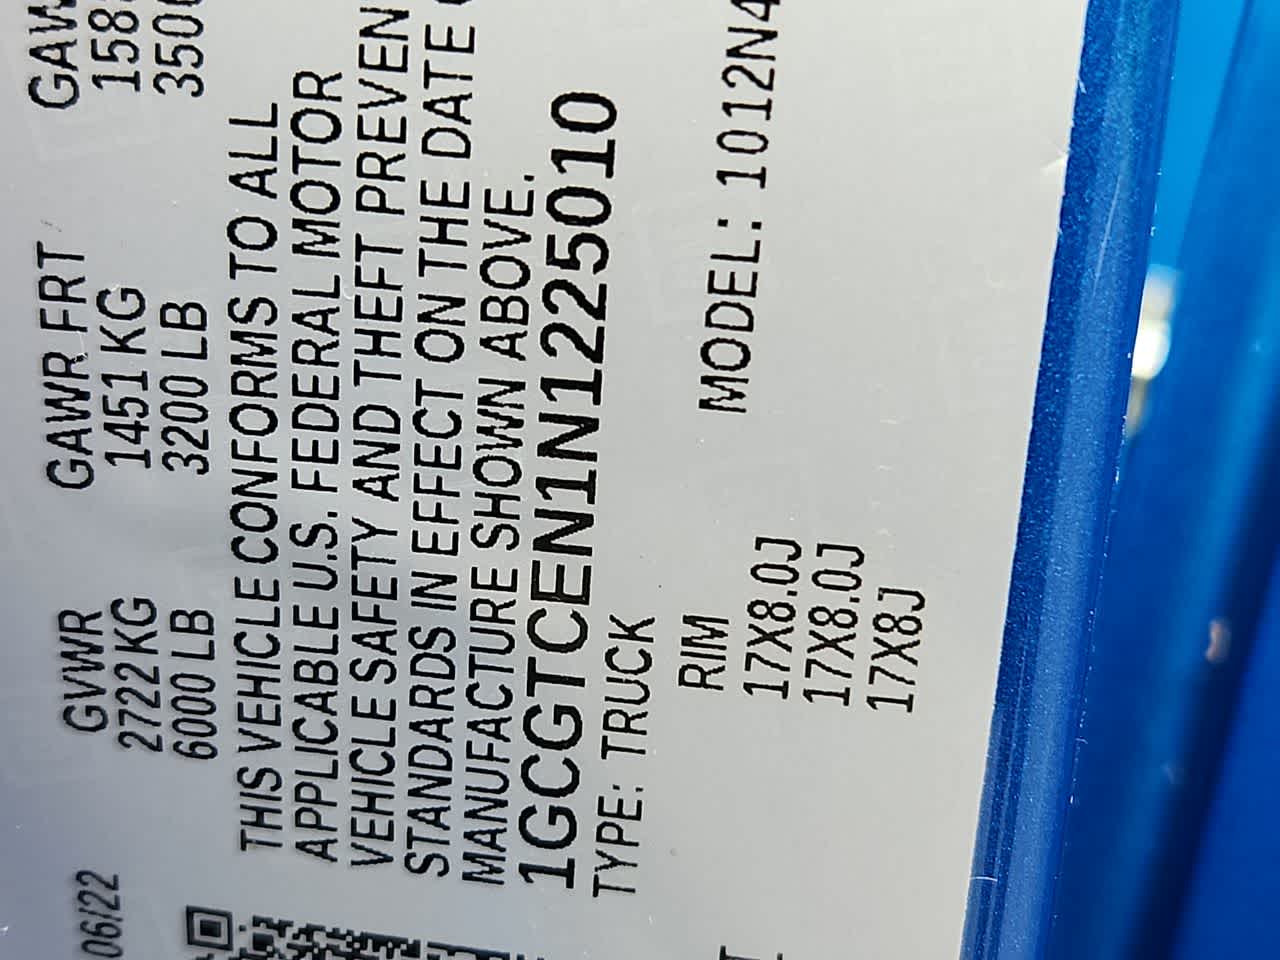 06/22
GVWR GAWR FRT GAW
2722KG 1451 KG 158
6000 LB 3200 LB 350
THIS VEHICLE CONFORMS TO ALL
APPLICABLE U.S. FEDERAL MOTOR
VEHICLE SAFETY AND THEFT PREVEN
STANDARDS IN EFFECT ON THE DATE
MANUFACTURE SHOWN ABOVE.
1GCGTCEN1N1225010
TYPE: TRUCK MODEL: 1012N4
RIM
17X8.0J
17X8.0J
17X8J